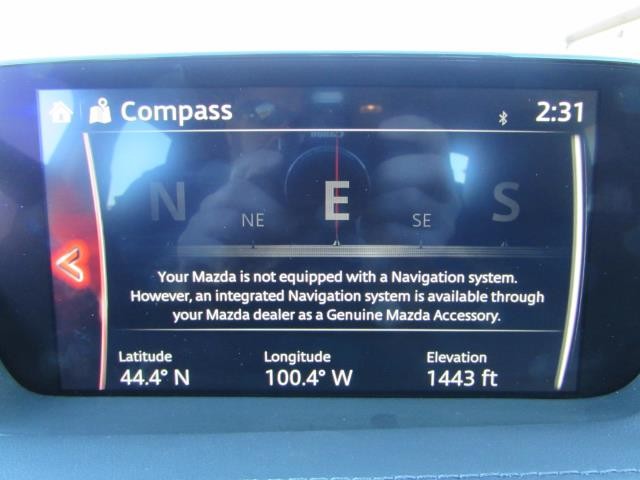 Compass
2:31
Canon
N NE E SE S
Your Mazda is not equipped with a Navigation system.
However, an integrated Navigation system is available through
your Mazda dealer as a Genuine Mazda Accessory.
Latitude Longitude Elevation
44.4° N 100.4° W 1443 ft